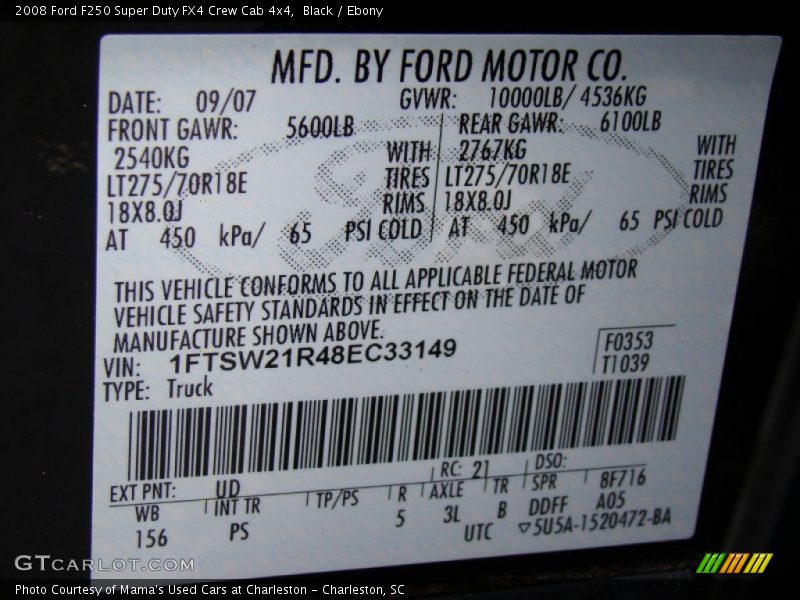 2008 Ford F250 Super Duty FX4 Crew Cab 4x4, Black / Ebony
MFD. BY FORD MOTOR CO.
DATE: 09/07 GVWR: 10000LB/ 4536KG
FRONT GAWR: 5600LB REAR GAWR: 6100LB
2540KG WITH 2767KG WITH
LT275/70R18E TIRES LT275/70R18E TIRES
18X8.0J RIMS 18X8.0J RIMS
AT 450 kPa/ 65 PSI COLD AT 450 kPa/ 65 PSI COLD
Ford
THIS VEHICLE CONFORMS TO ALL APPLICABLE FEDERAL MOTOR
VEHICLE SAFETY STANDARDS IN EFFECT ON THE DATE OF
MANUFACTURE SHOWN ABOVE.
VIN: 1FTSW21R48EC33149 F0353
TYPE: Truck T1039
EXT PNT: UD RC: 21 DSO:
WB INT TR TP/PS R AXLE TR SPR 8F716
156 PS 5 3L B DDFF A05
UTC ▽5U5A-1520472-BA
GTCARLOT.COM
Photo Courtesy of Mama's Used Cars at Charleston - Charleston, SC